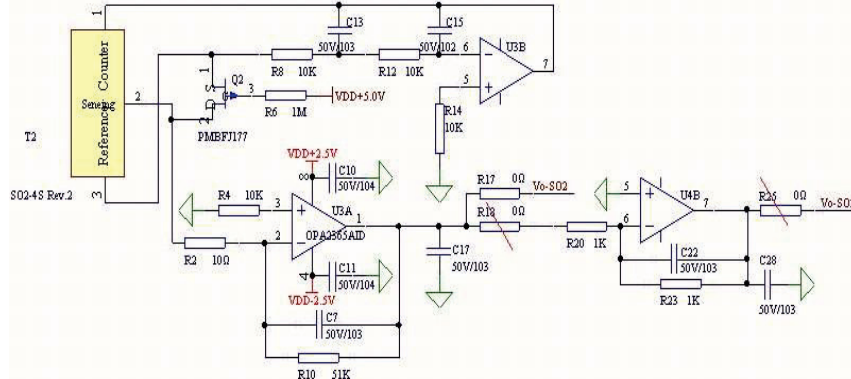 1
C13
50V/103
C15
50V/102
U3B
6
7
5
R8 10K
R12 10K
Reference Counter
Sensing
2
1
S
D
G
2
3
Q2
R6 1M
VDD+5.0V
PMBFJ177
R14
10K
T2
3
SO2-4S Rev.2
VDD+2.5V
C10
50V/104
8
R4 10K
3
U3A
1
R17 0Ω
Vo-SO2
R18 0Ω
2
OPA2365AID
R2 10Ω
4
C11
50V/104
VDD-2.5V
C7
50V/103
R10 51K
C17
50V/103
R20 1K
5
U4B
7
6
R25 0Ω
Vo-SO
C22
50V/103
R23 1K
C28
50V/103